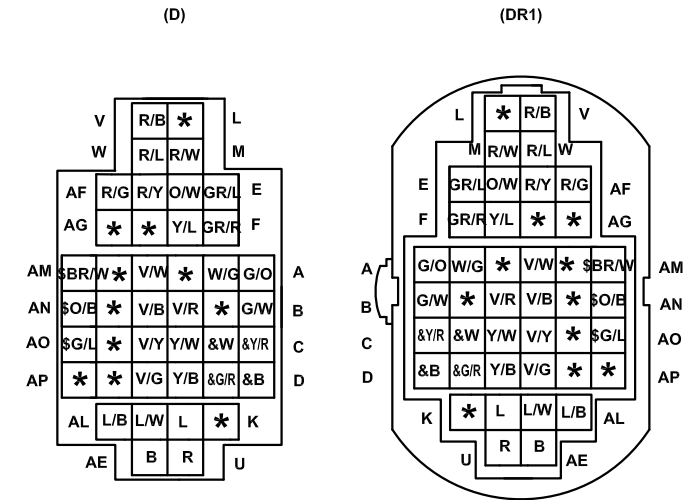 (D) (DR1)
V R/B * L
W R/L R/W M
AF R/G R/Y O/W GR/L E
AG * * Y/L GR/R F
AM $BR/W * V/W * W/G G/O A
AN $O/B * V/B V/R * G/W B
AO $G/L * V/Y Y/W &W &Y/R C
AP * * V/G Y/B &G/R &B D
AL L/B L/W L * K
AE B R U
L * R/B V
M R/W R/L W
E GR/L O/W R/Y R/G AF
F GR/R Y/L * * AG
A G/O W/G * V/W * $BR/W AM
B G/W * V/R V/B * $O/B AN
C &Y/R &W Y/W V/Y * $G/L AO
D &B &G/R Y/B V/G * * AP
K * L L/W L/B AL
U R B AE